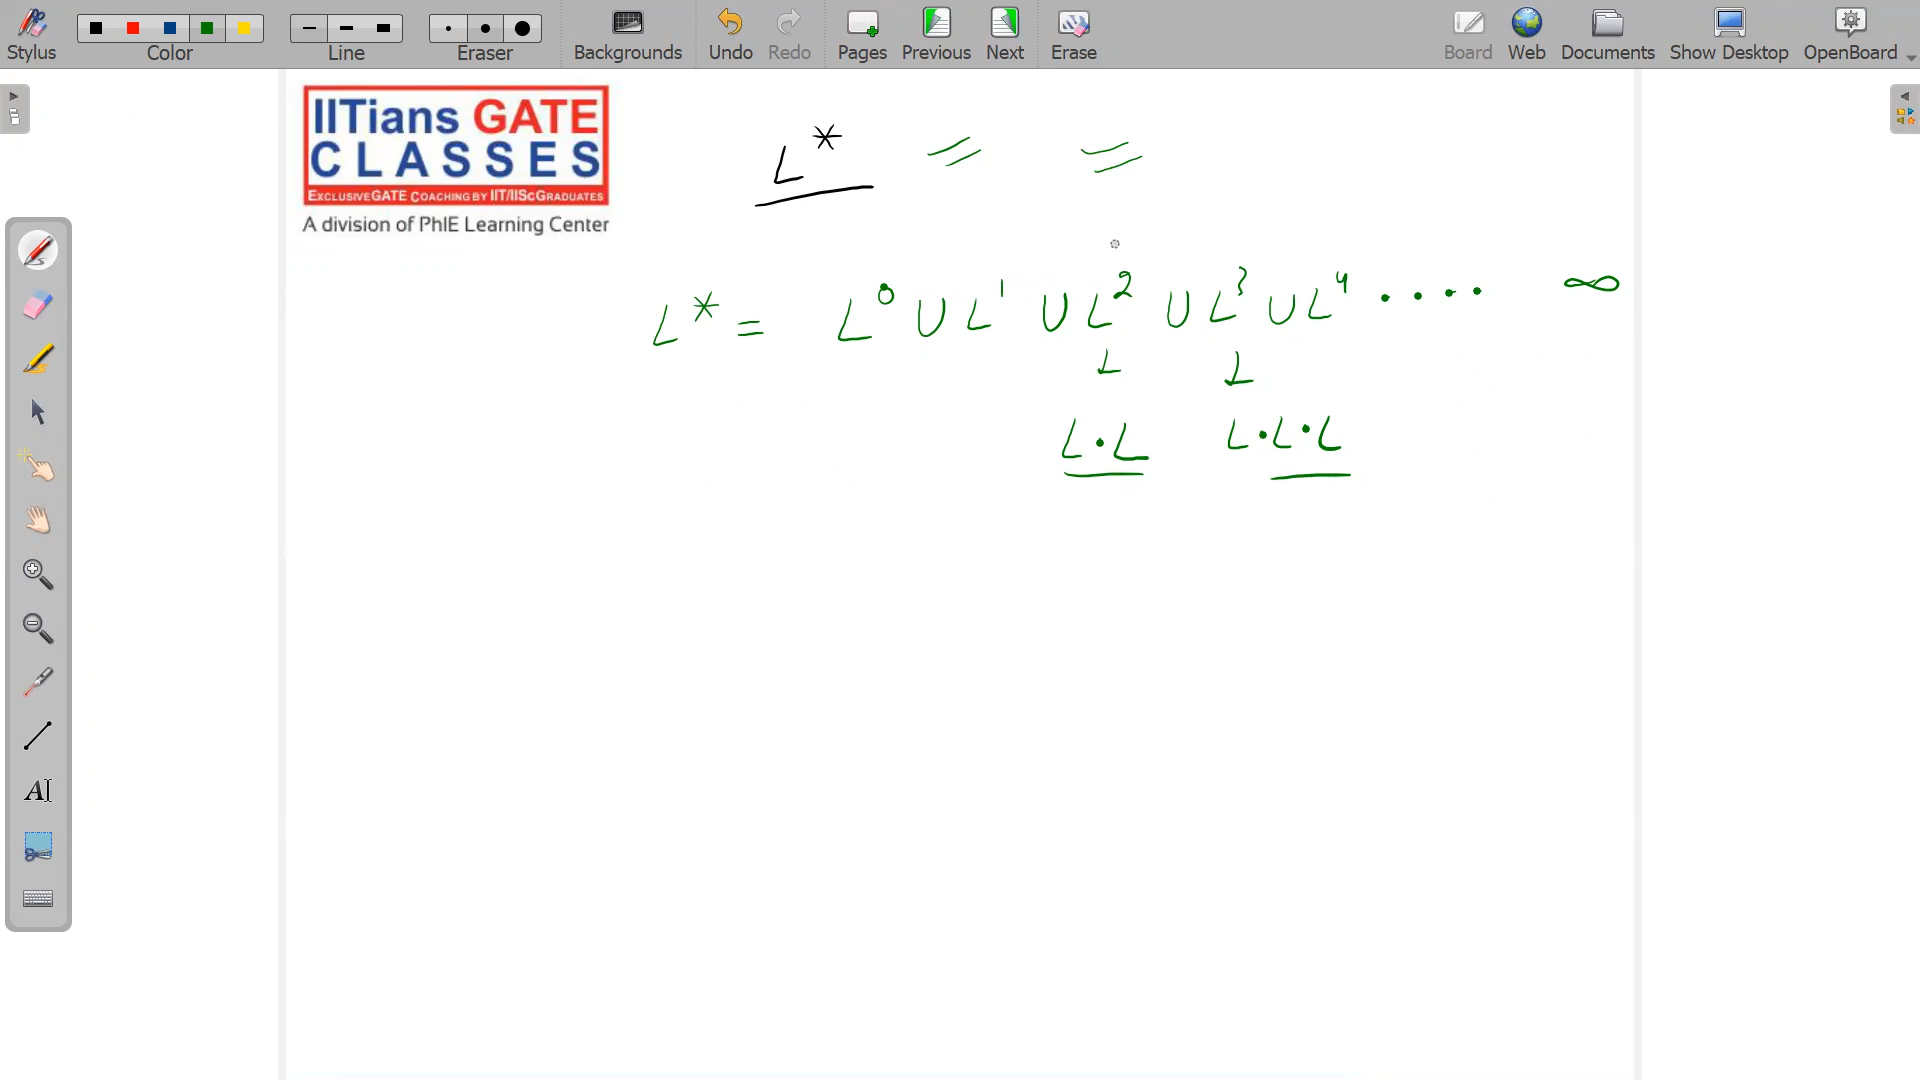 Stylus Color Line Eraser Backgrounds Undo Redo Pages Previous Next Erase Board Web Documents Show Desktop OpenBoard
IITians GATE
CLASSES
EXCLUSIVE GATE COACHING BY IIT/IISc GRADUATES
A division of PhIE Learning Center
L* = =
L* = L⁰ ∪ L¹ ∪ L² ∪ L³ ∪ L⁴ .... ∞
L·L L·L·L